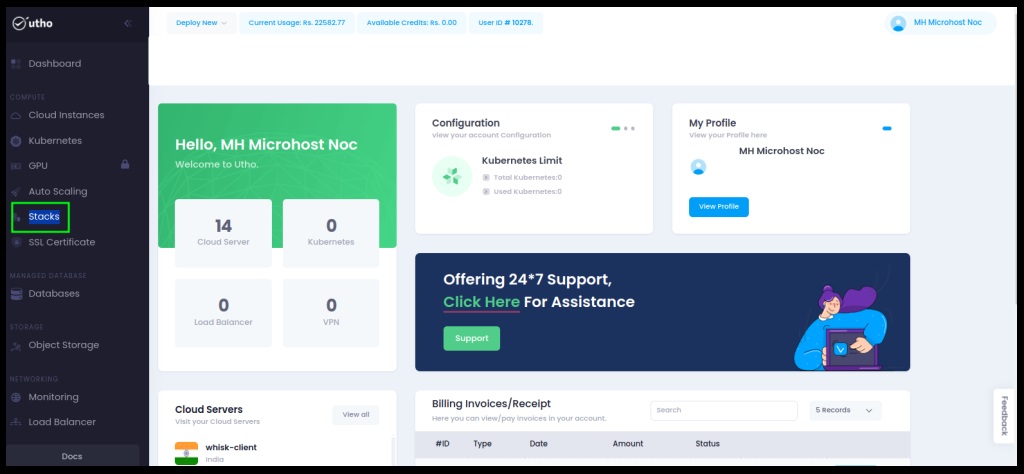 utho
Dashboard
COMPUTE
Cloud Instances
Kubernetes
GPU
Auto Scaling
Stacks
SSL Certificate
MANAGED DATABASE
Databases
STORAGE
Object Storage
NETWORKING
Monitoring
Load Balancer
Docs
Deploy New
Current Usage: Rs. 22582.77
Available Credits: Rs. 0.00
User ID # 10278.
MH Microhost Noc
Hello, MH Microhost Noc
Welcome to Utho.
14
Cloud Server
0
Kubernetes
0
Load Balancer
0
VPN
Configuration
View your account Configuration
Kubernetes Limit
Total Kubernetes:0
Used Kubernetes:0
My Profile
View your Profile here
MH Microhost Noc
View Profile
Offering 24*7 Support,
Click Here For Assistance
Support
Cloud Servers
Visit your Cloud Servers
View all
whisk-client
India
Billing Invoices/Receipt
Here you can view/pay invoices in your account.
Search
5 Records
#ID Type Date Amount Status
Feedback